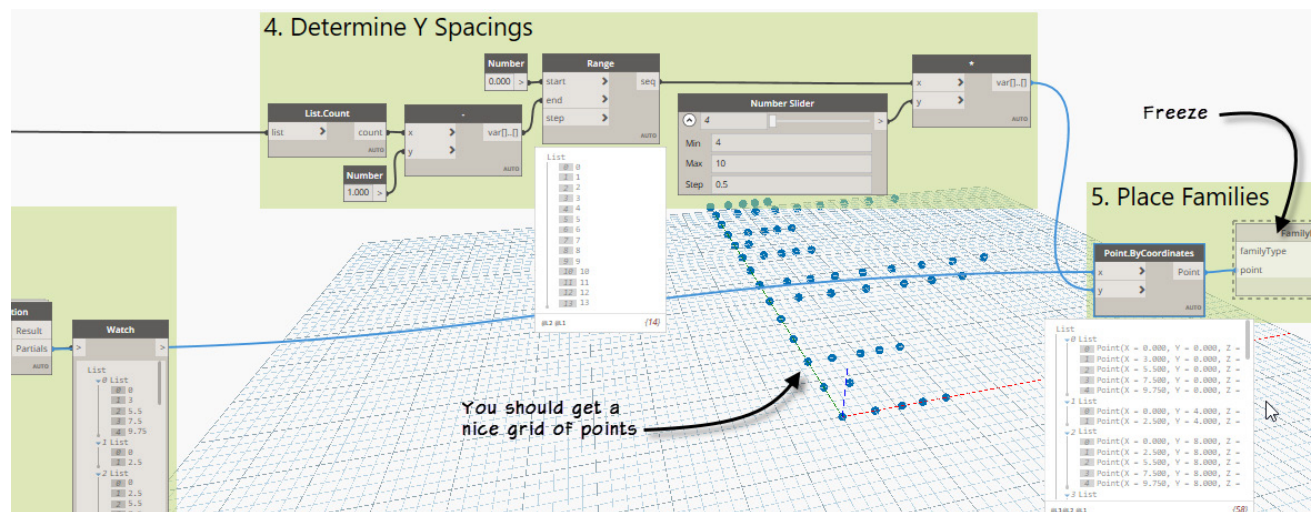 4. Determine Y Spacings
Number
0.000 >
Range
start > seq
end >
step >
AUTO
*
x > var[]..[]
y >
AUTO
List.Count
list > count
AUTO
-
x > var[]..[]
y >
AUTO
Number
1.000 >
Number Slider
4 >
Min 4
Max 10
Step 0.5
Freeze
List
0 0
1 1
2 2
3 3
4 4
5 5
6 6
7 7
8 8
9 9
10 10
11 11
12 12
13 13
@L2 @L1 {14}
5. Place Families
familyType
point
Point.ByCoordinates
x > Point
y >
AUTO
tion
Result
Partials
AUTO
Watch
> >
List
0 List
0 0
1 3
2 5.5
3 7.5
4 9.75
1 List
0 0
1 2.5
2 List
0 0
1 2.5
2 5.5
You should get a
nice grid of points
List
0 List
0 Point(X = 0.000, Y = 0.000, Z =
1 Point(X = 3.000, Y = 0.000, Z =
2 Point(X = 5.500, Y = 0.000, Z =
3 Point(X = 7.500, Y = 0.000, Z =
4 Point(X = 9.750, Y = 0.000, Z =
1 List
0 Point(X = 0.000, Y = 4.000, Z =
1 Point(X = 2.500, Y = 4.000, Z =
2 List
0 Point(X = 0.000, Y = 8.000, Z =
1 Point(X = 2.500, Y = 8.000, Z =
2 Point(X = 5.500, Y = 8.000, Z =
3 Point(X = 7.500, Y = 8.000, Z =
4 Point(X = 9.750, Y = 8.000, Z =
3 List